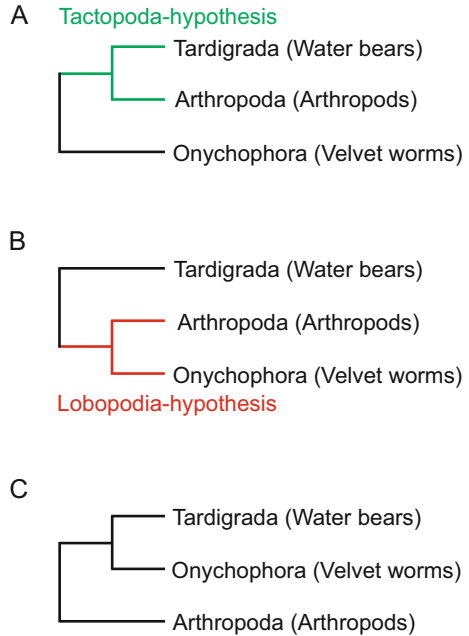 A
Tactopoda-hypothesis
Tardigrada (Water bears)
Arthropoda (Arthropods)
Onychophora (Velvet worms)
B
Tardigrada (Water bears)
Arthropoda (Arthropods)
Onychophora (Velvet worms)
Lobopodia-hypothesis
C
Tardigrada (Water bears)
Onychophora (Velvet worms)
Arthropoda (Arthropods)